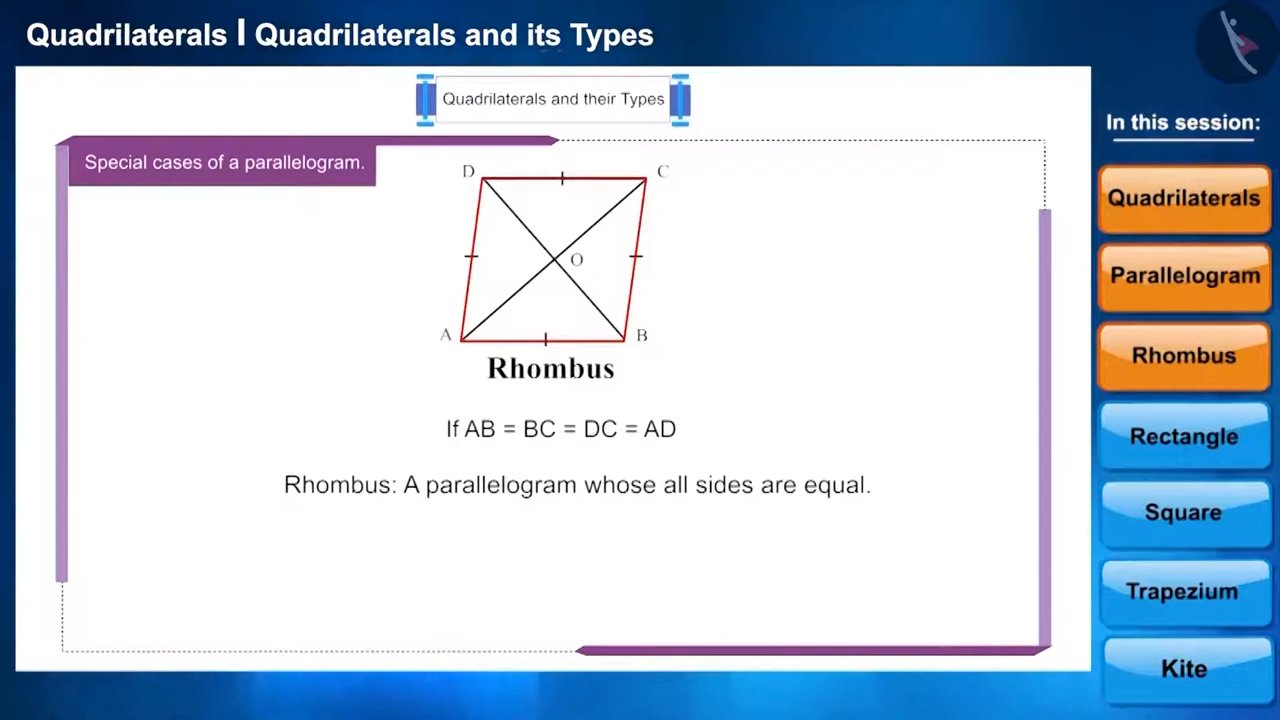 Quadrilaterals | Quadrilaterals and its Types
Quadrilaterals and their Types
In this session:
Special cases of a parallelogram.
D
C
O
A
B
Rhombus
If AB = BC = DC = AD
Rhombus: A parallelogram whose all sides are equal.
Quadrilaterals
Parallelogram
Rhombus
Rectangle
Square
Trapezium
Kite